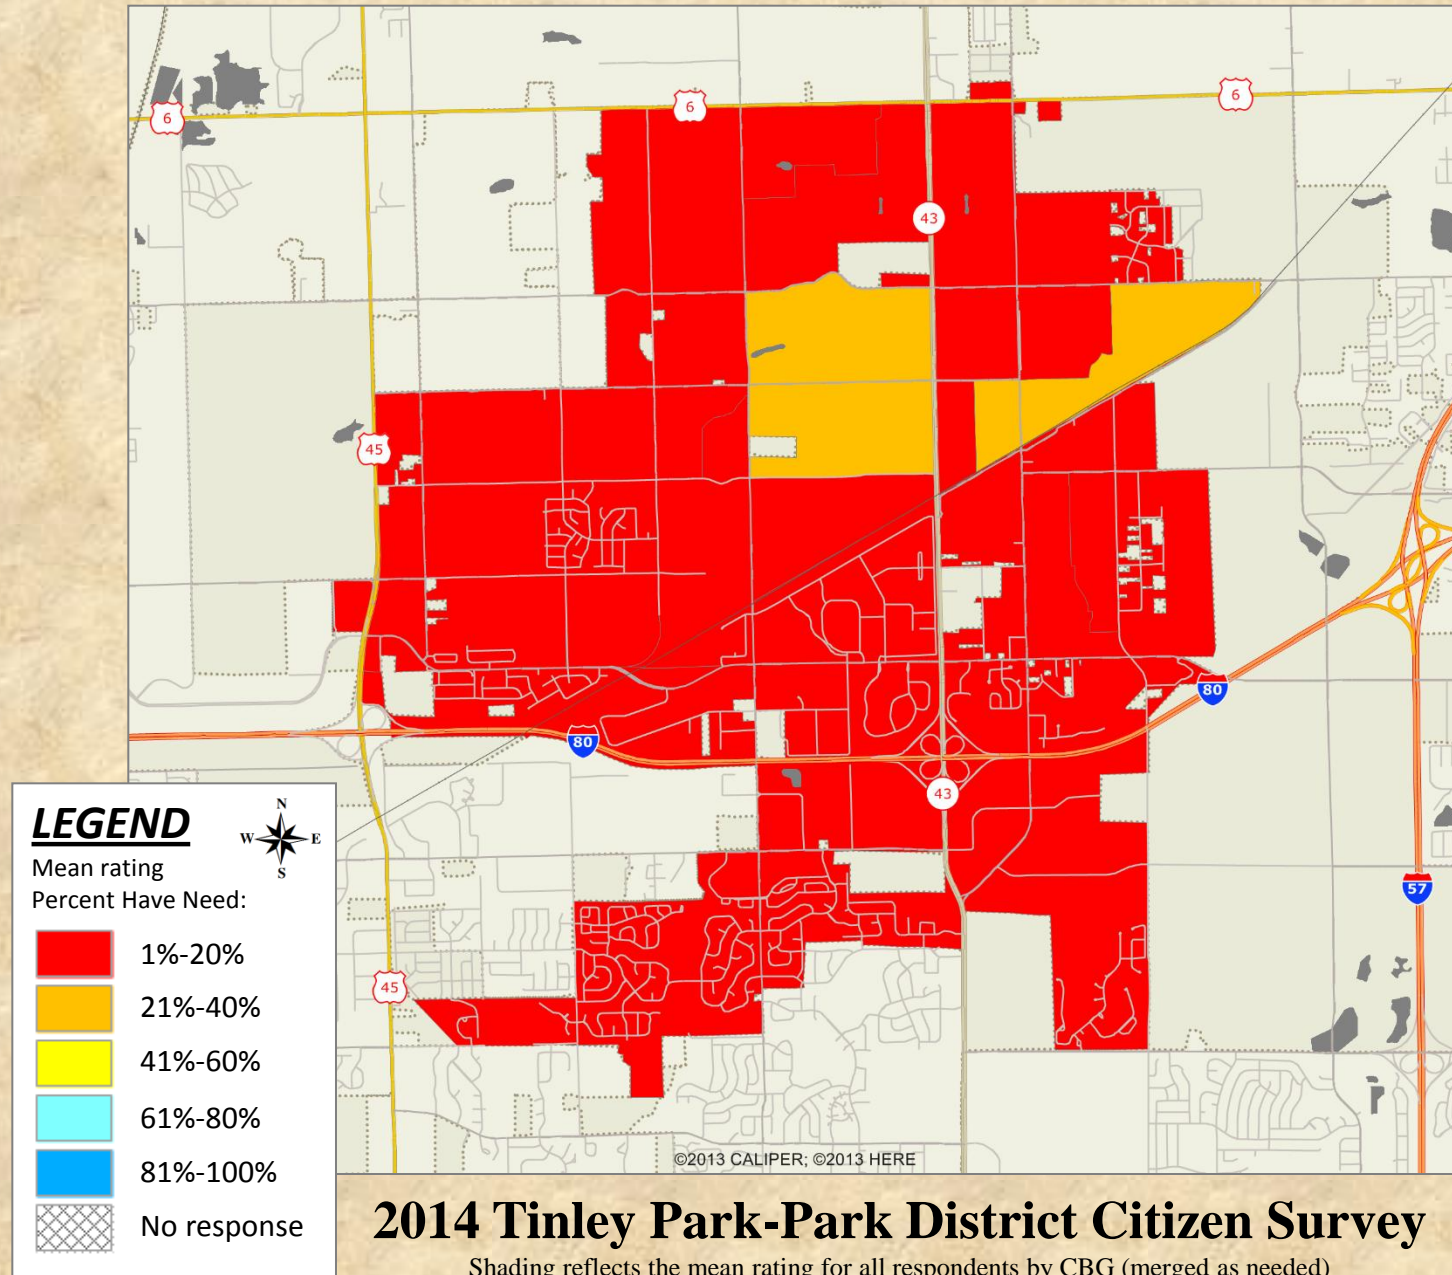 6
6
6
43
45
80
80
43
57
45
LEGEND
N
W E
S
Mean rating
Percent Have Need:
1%-20%
21%-40%
41%-60%
61%-80%
81%-100%
No response
©2013 CALIPER; ©2013 HERE
2014 Tinley Park-Park District Citizen Survey
Shading reflects the mean rating for all respondents by CBG (merged as needed)